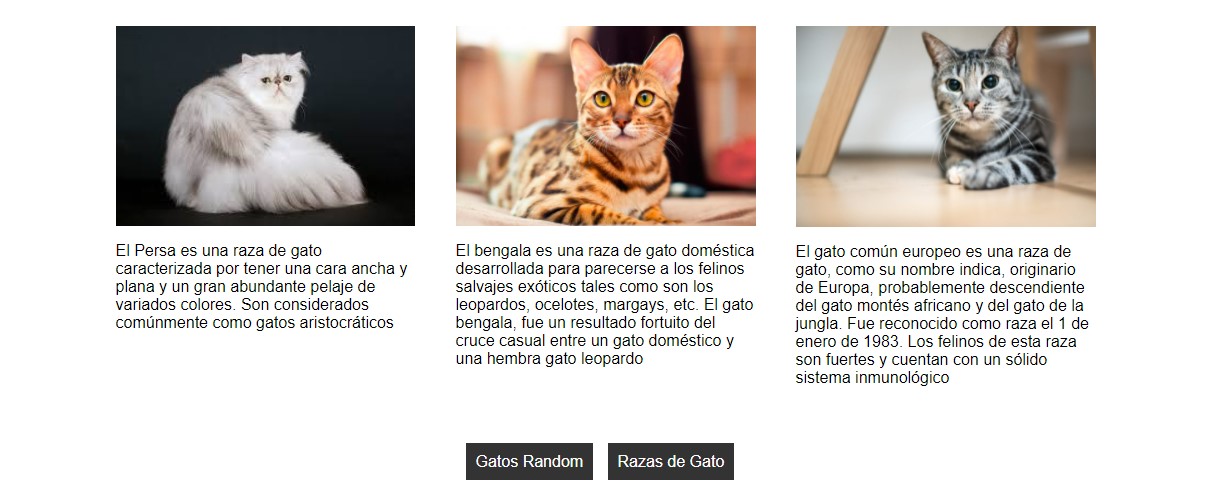 El Persa es una raza de gato
caracterizada por tener una cara ancha y
plana y un gran abundante pelaje de
variados colores. Son considerados
comúnmente como gatos aristocráticos
El bengala es una raza de gato doméstica
desarrollada para parecerse a los felinos
salvajes exóticos tales como son los
leopardos, ocelotes, margays, etc. El gato
bengala, fue un resultado fortuito del
cruce casual entre un gato doméstico y
una hembra gato leopardo
El gato común europeo es una raza de
gato, como su nombre indica, originario
de Europa, probablemente descendiente
del gato montés africano y del gato de la
jungla. Fue reconocido como raza el 1 de
enero de 1983. Los felinos de esta raza
son fuertes y cuentan con un sólido
sistema inmunológico
Gatos Random
Razas de Gato